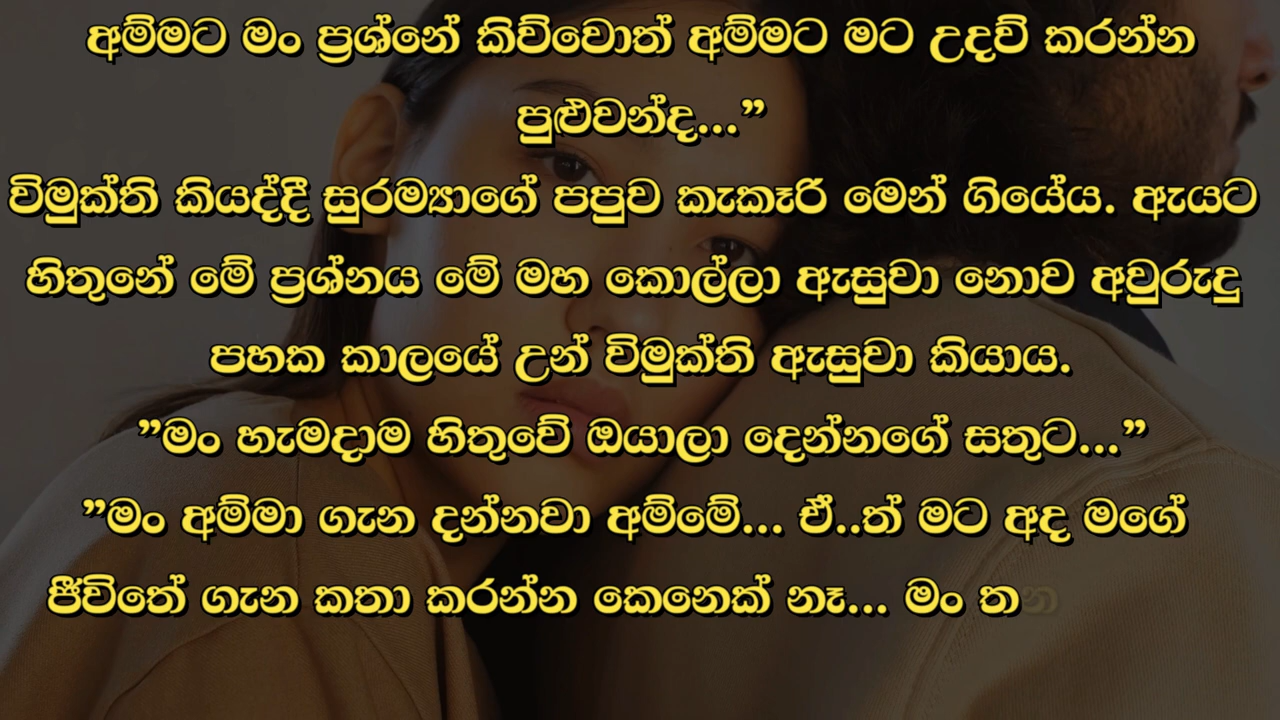 අම්මට මං ප්‍රශ්නේ කිව්වොත් අම්මට මට උදව් කරන්න
පුළුවන්ද...”
විමුක්ති කියද්දී සුරම්‍යාගේ පපුව කැකෑරි මෙන් ගියේය. ඇයට
හිතුනේ මේ ප්‍රශ්නය මේ මහ කොල්ලා ඇසුවා නොව අවුරුදු
පහක කාලයේ උන් විමුක්ති ඇසුවා කියාය.
”මං හැමදාම හිතුවේ ඔයාලා දෙන්නගේ සතුට...”
”මං අම්මා ගැන දන්නවා අම්මේ... ඒ..ත් මට අද මගේ
ජීවිතේ ගැන කතා කරන්න කෙනෙක් නෑ... මං තන